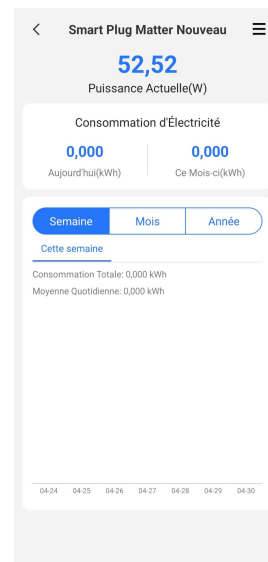 Smart Plug Matter Nouveau
52,52
Puissance Actuelle(W)
Consommation d'Électricité
0,000 0,000
Aujourd'hui(kWh) Ce Mois-ci(kWh)
Semaine Mois Année
Cette semaine
Consommation Totale: 0,000 kWh
Moyenne Quotidienne: 0,000 kWh
04-24 04-25 04-26 04-27 04-28 04-29 04-30